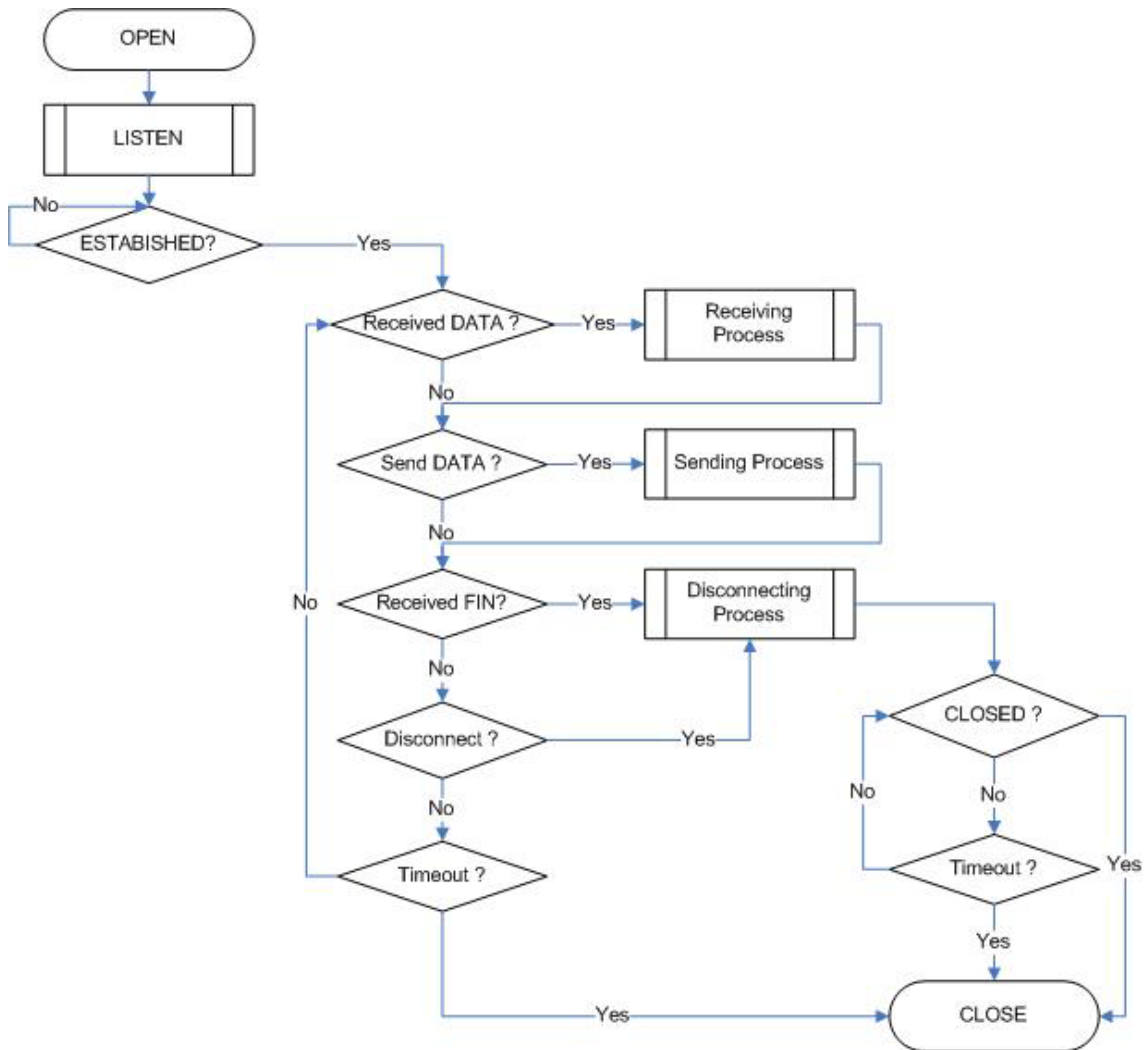 OPEN
LISTEN
No
ESTABISHED?
Yes
Received DATA ?
Yes
Receiving
Process
No
Send DATA ?
Yes
Sending Process
No
Received FIN?
Yes
Disconnecting
Process
No
No
Disconnect ?
Yes
CLOSED ?
No
No
No
Timeout ?
Timeout ?
Yes
Yes
Yes
CLOSE